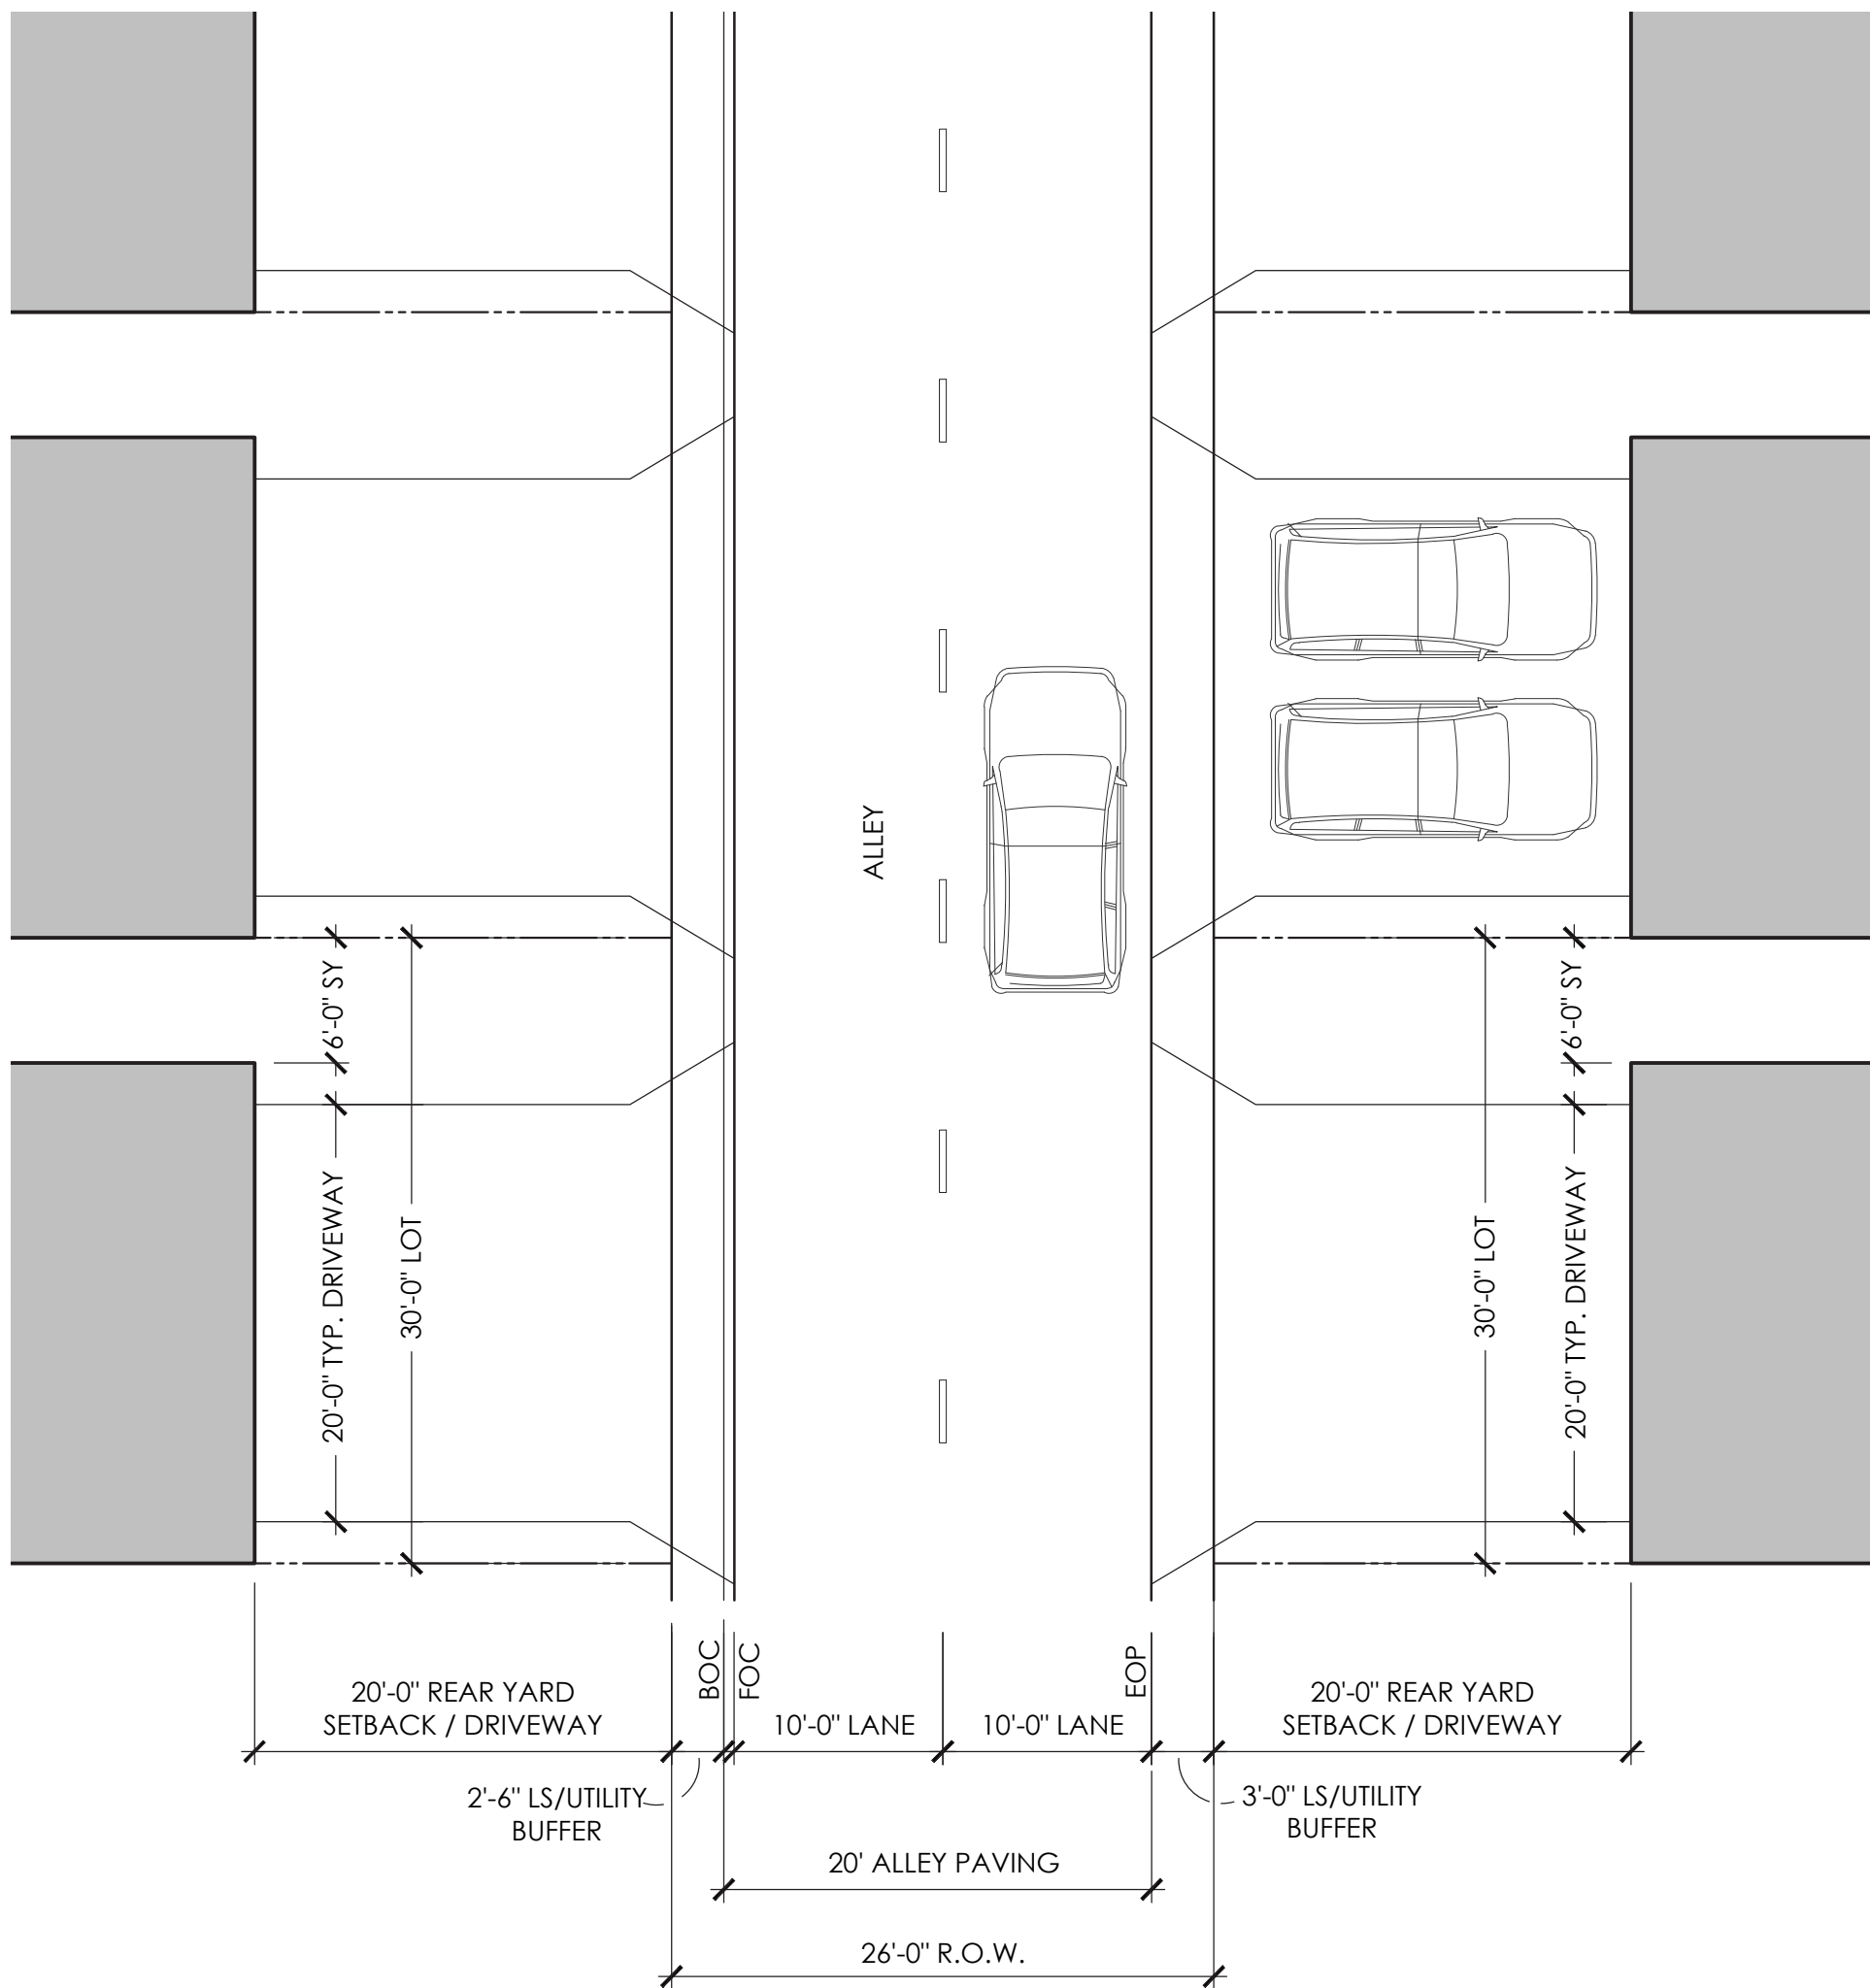 ALLEY
6'-0" SY
6'-0" SY
20'-0" TYP. DRIVEWAY
30'-0" LOT
30'-0" LOT
20'-0" TYP. DRIVEWAY
BOC
FOC
EOP
20'-0" REAR YARD
SETBACK / DRIVEWAY
10'-0" LANE
10'-0" LANE
20'-0" REAR YARD
SETBACK / DRIVEWAY
2'-6" LS/UTILITY
BUFFER
3'-0" LS/UTILITY
BUFFER
20' ALLEY PAVING
26'-0" R.O.W.